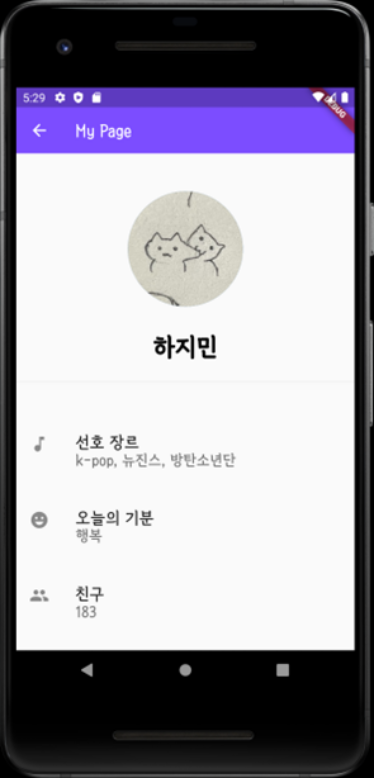 5:29
DEBUG
My Page
하지민
선호 장르
k-pop, 뉴진스, 방탄소년단
오늘의 기분
행복
친구
183